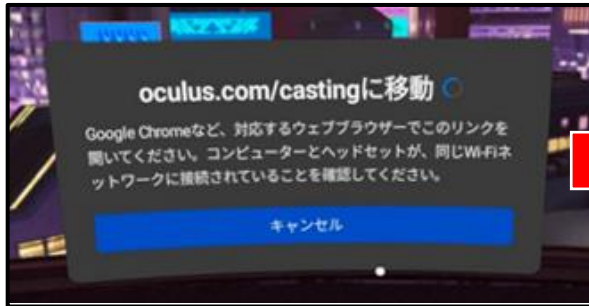 oculus.com/castingに移動
Google Chromeなど、対応するウェブブラウザーでこのリンクを
開いてください。コンピューターとヘッドセットが、同じWi-Fiネ
ットワークに接続されていることを確認してください。
キャンセル